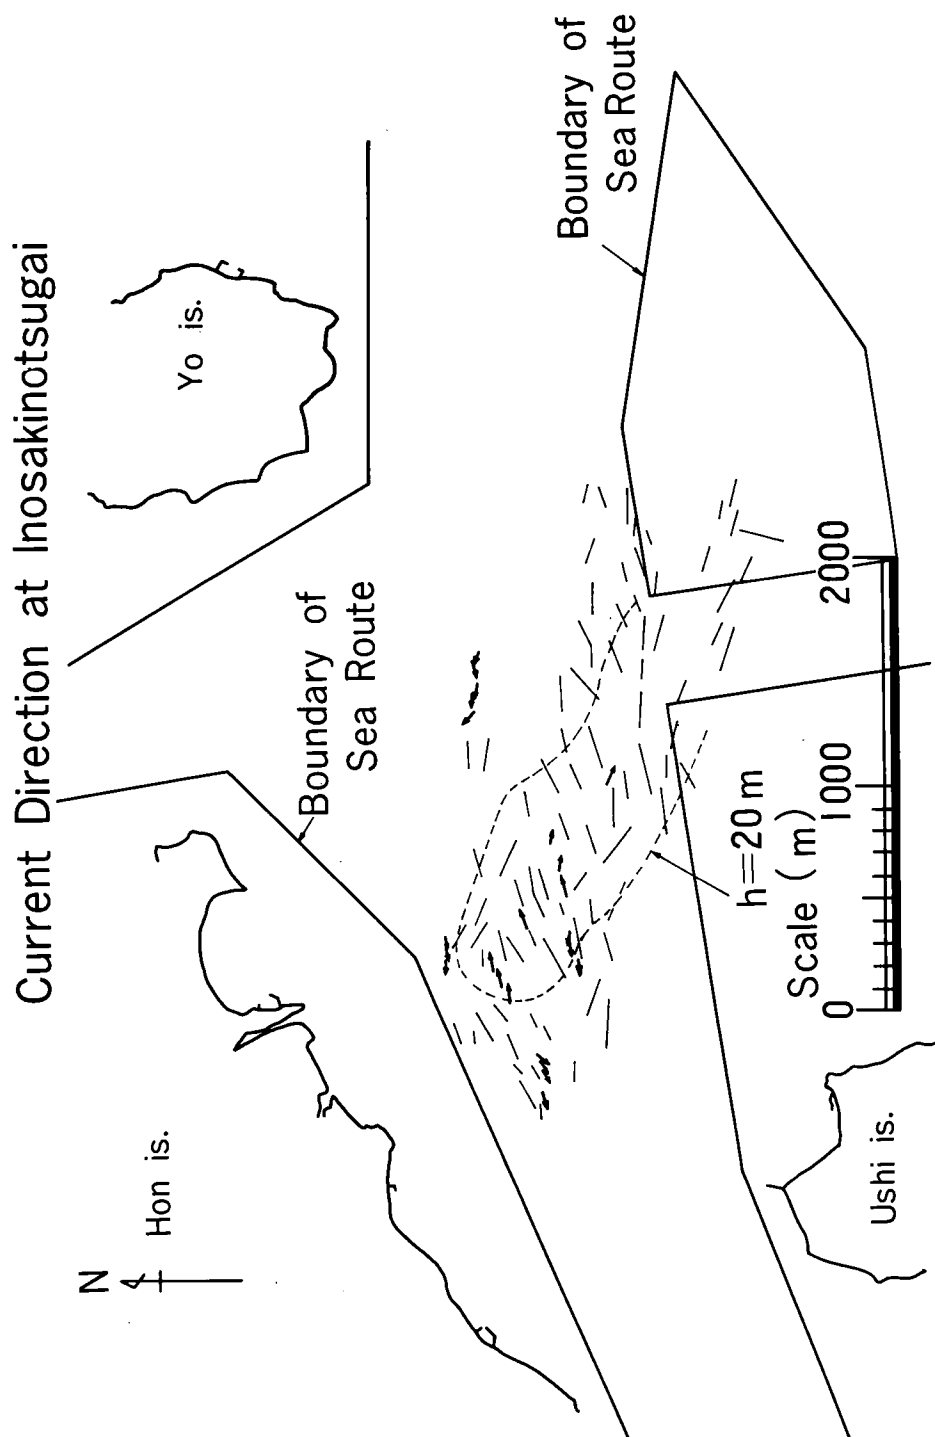 Current Direction at Inosakinotsugai
N
Hon is.
Yo is.
Boundary of
Sea Route
Boundary of
Sea Route
h=20m
Scale (m)
0
1000
2000
Ushi is.